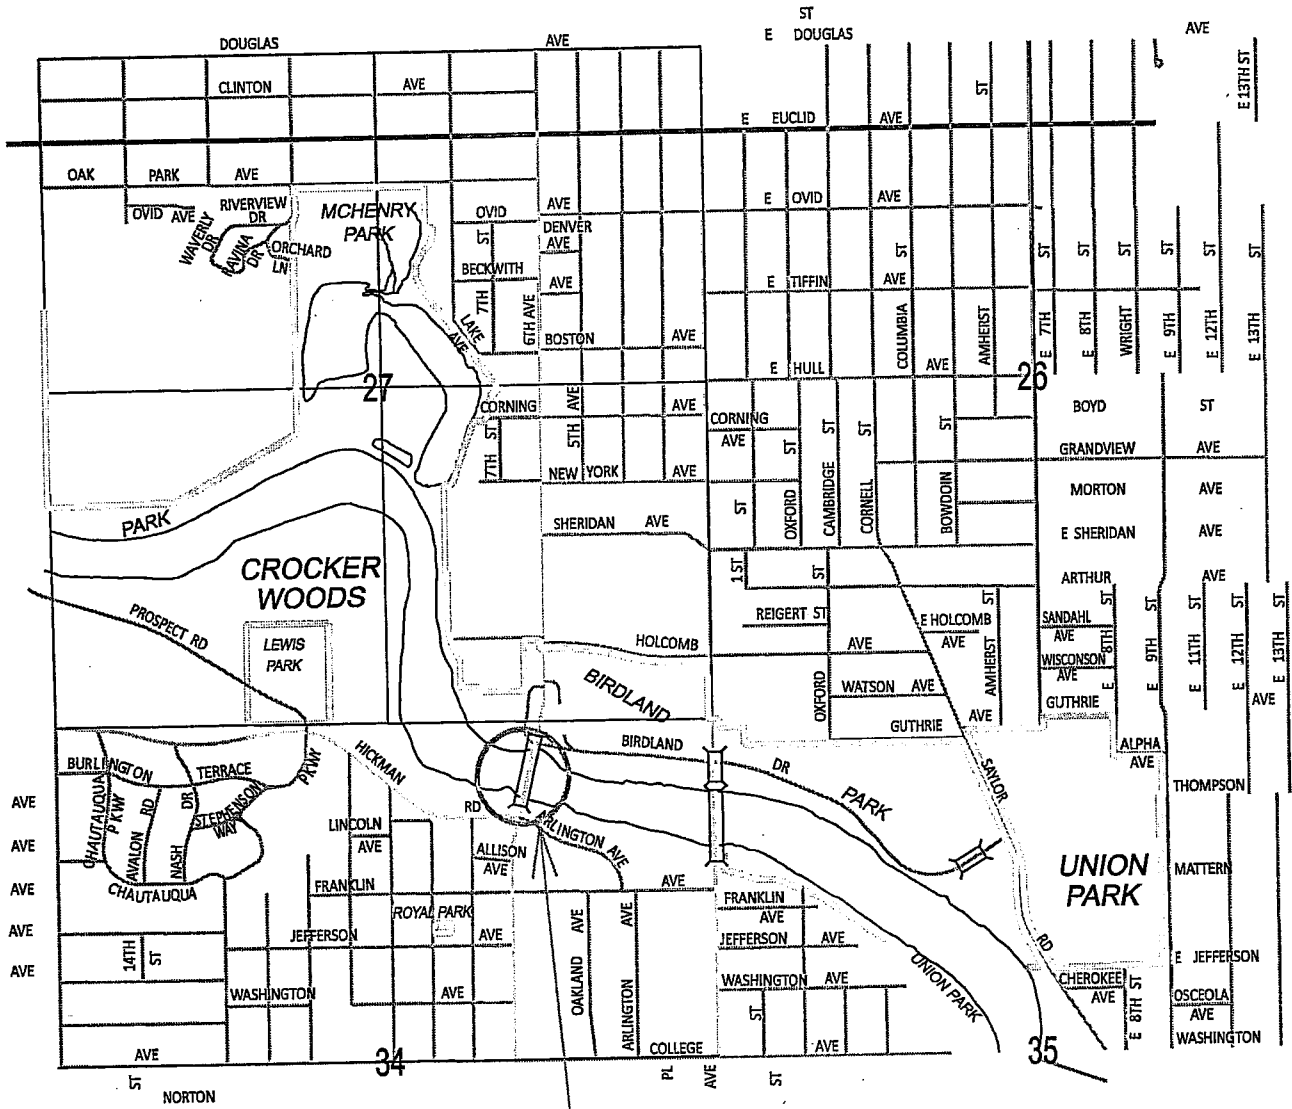 ST
E DOUGLAS AVE
DOUGLAS AVE
CLINTON AVE
ST
E 13TH ST
E EUCLID AVE
OAK PARK AVE
OVID AVE
RIVERVIEW DR
WAVERLY DR
RAVINA DR
ORCHARD LN
MCHENRY PARK
OVID AVE
E OVID AVE
DENVER AVE
7TH ST
BECKWITH AVE
E TIFFIN AVE
6TH AVE
LAKE AVE
BOSTON AVE
COLUMBIA ST
AMHERST
E 7TH ST
E 8TH ST
WRIGHT ST
E 9TH ST
E 12TH ST
E 13TH ST
E HULL AVE
27
26
CORNING AVE
5TH AVE
7TH ST
CORNING AVE
OXFORD ST
CAMBRIDGE ST
CORNELL ST
BOWDOIN ST
BOYD ST
GRANDVIEW AVE
NEW YORK AVE
MORTON AVE
ST
PARK
SHERIDAN AVE
E SHERIDAN AVE
CROCKER WOODS
1 ST
ST
ARTHUR AVE
PROSPECT RD
LEWIS PARK
REIGERT ST
E HOLCOMB AVE
AMHERST ST
SANDAHL AVE
E 8TH ST
E 9TH ST
11TH ST
E 12TH ST
E 13TH ST
HOLCOMB AVE
WISCONSON AVE
BIRDLAND
OXFORD
WATSON AVE
GUTHRIE AVE
GUTHRIE AVE
BIRDLAND DR
PARK
ALPHA AVE
HICKMAN RD
PKWY
BURLINGTON TERRACE
CHAUTAUQUA PKWY
AVALON RD
NASH DR
STEPHENSON WAY
CHAUTAUQUA
SAYLOR RD
THOMPSON
AVE
AVE
AVE
AVE
AVE
LINCOLN AVE
ALLISON AVE
ARLINGTON AVE
UNION PARK
MATTERN
FRANKLIN AVE
FRANKLIN AVE
ROYAL PARK
JEFFERSON AVE
JEFFERSON AVE
E JEFFERSON
14TH ST
OAKLAND AVE
ARLINGTON AVE
UNION PARK
WASHINGTON AVE
WASHINGTON AVE
ST
CHEROKEE AVE
E 8TH ST
OSCEOLA AVE
WASHINGTON
AVE
34
COLLEGE AVE
35
ST
NORTON
PL
AVE
ST